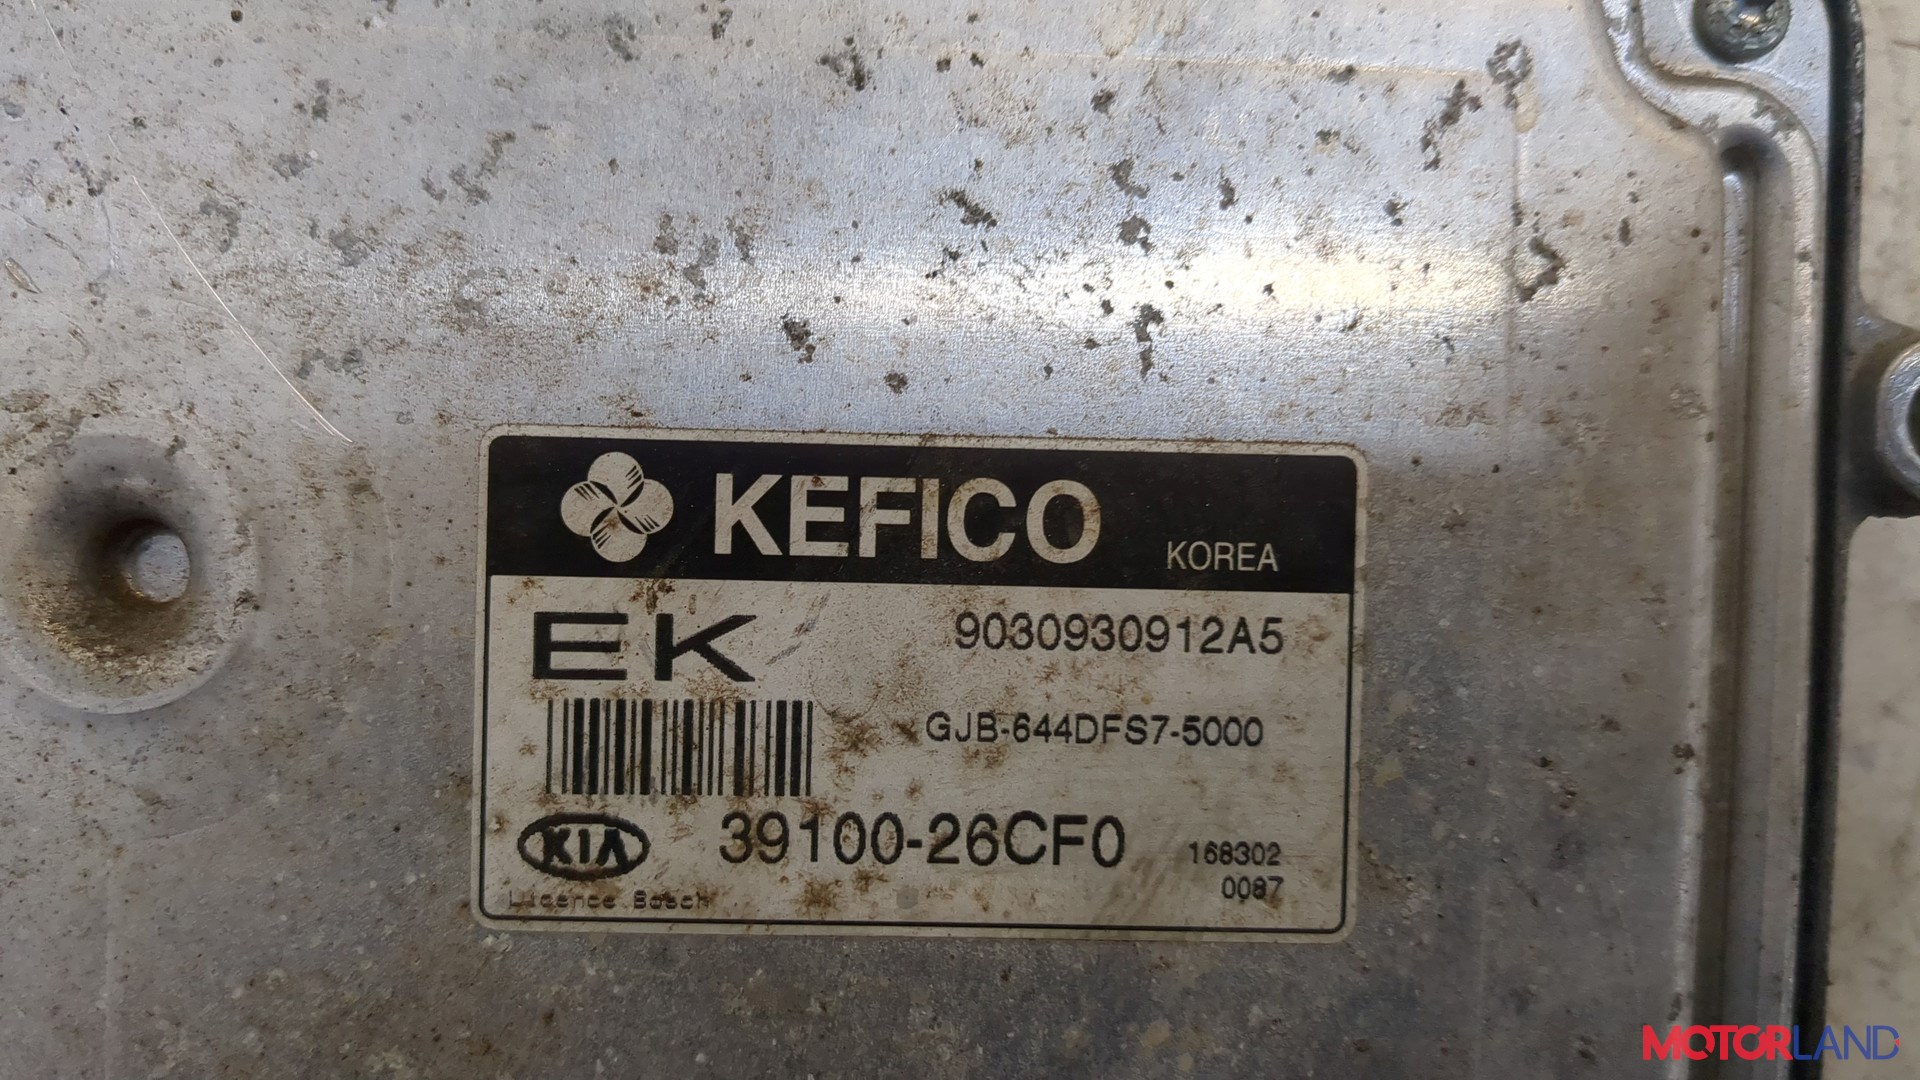 KEFICO KOREA
EK 9030930912A5
GJB-644DFS7-5000
KIA 39100-26CF0 168302
Licence Bosch 0087
MOTORLAND